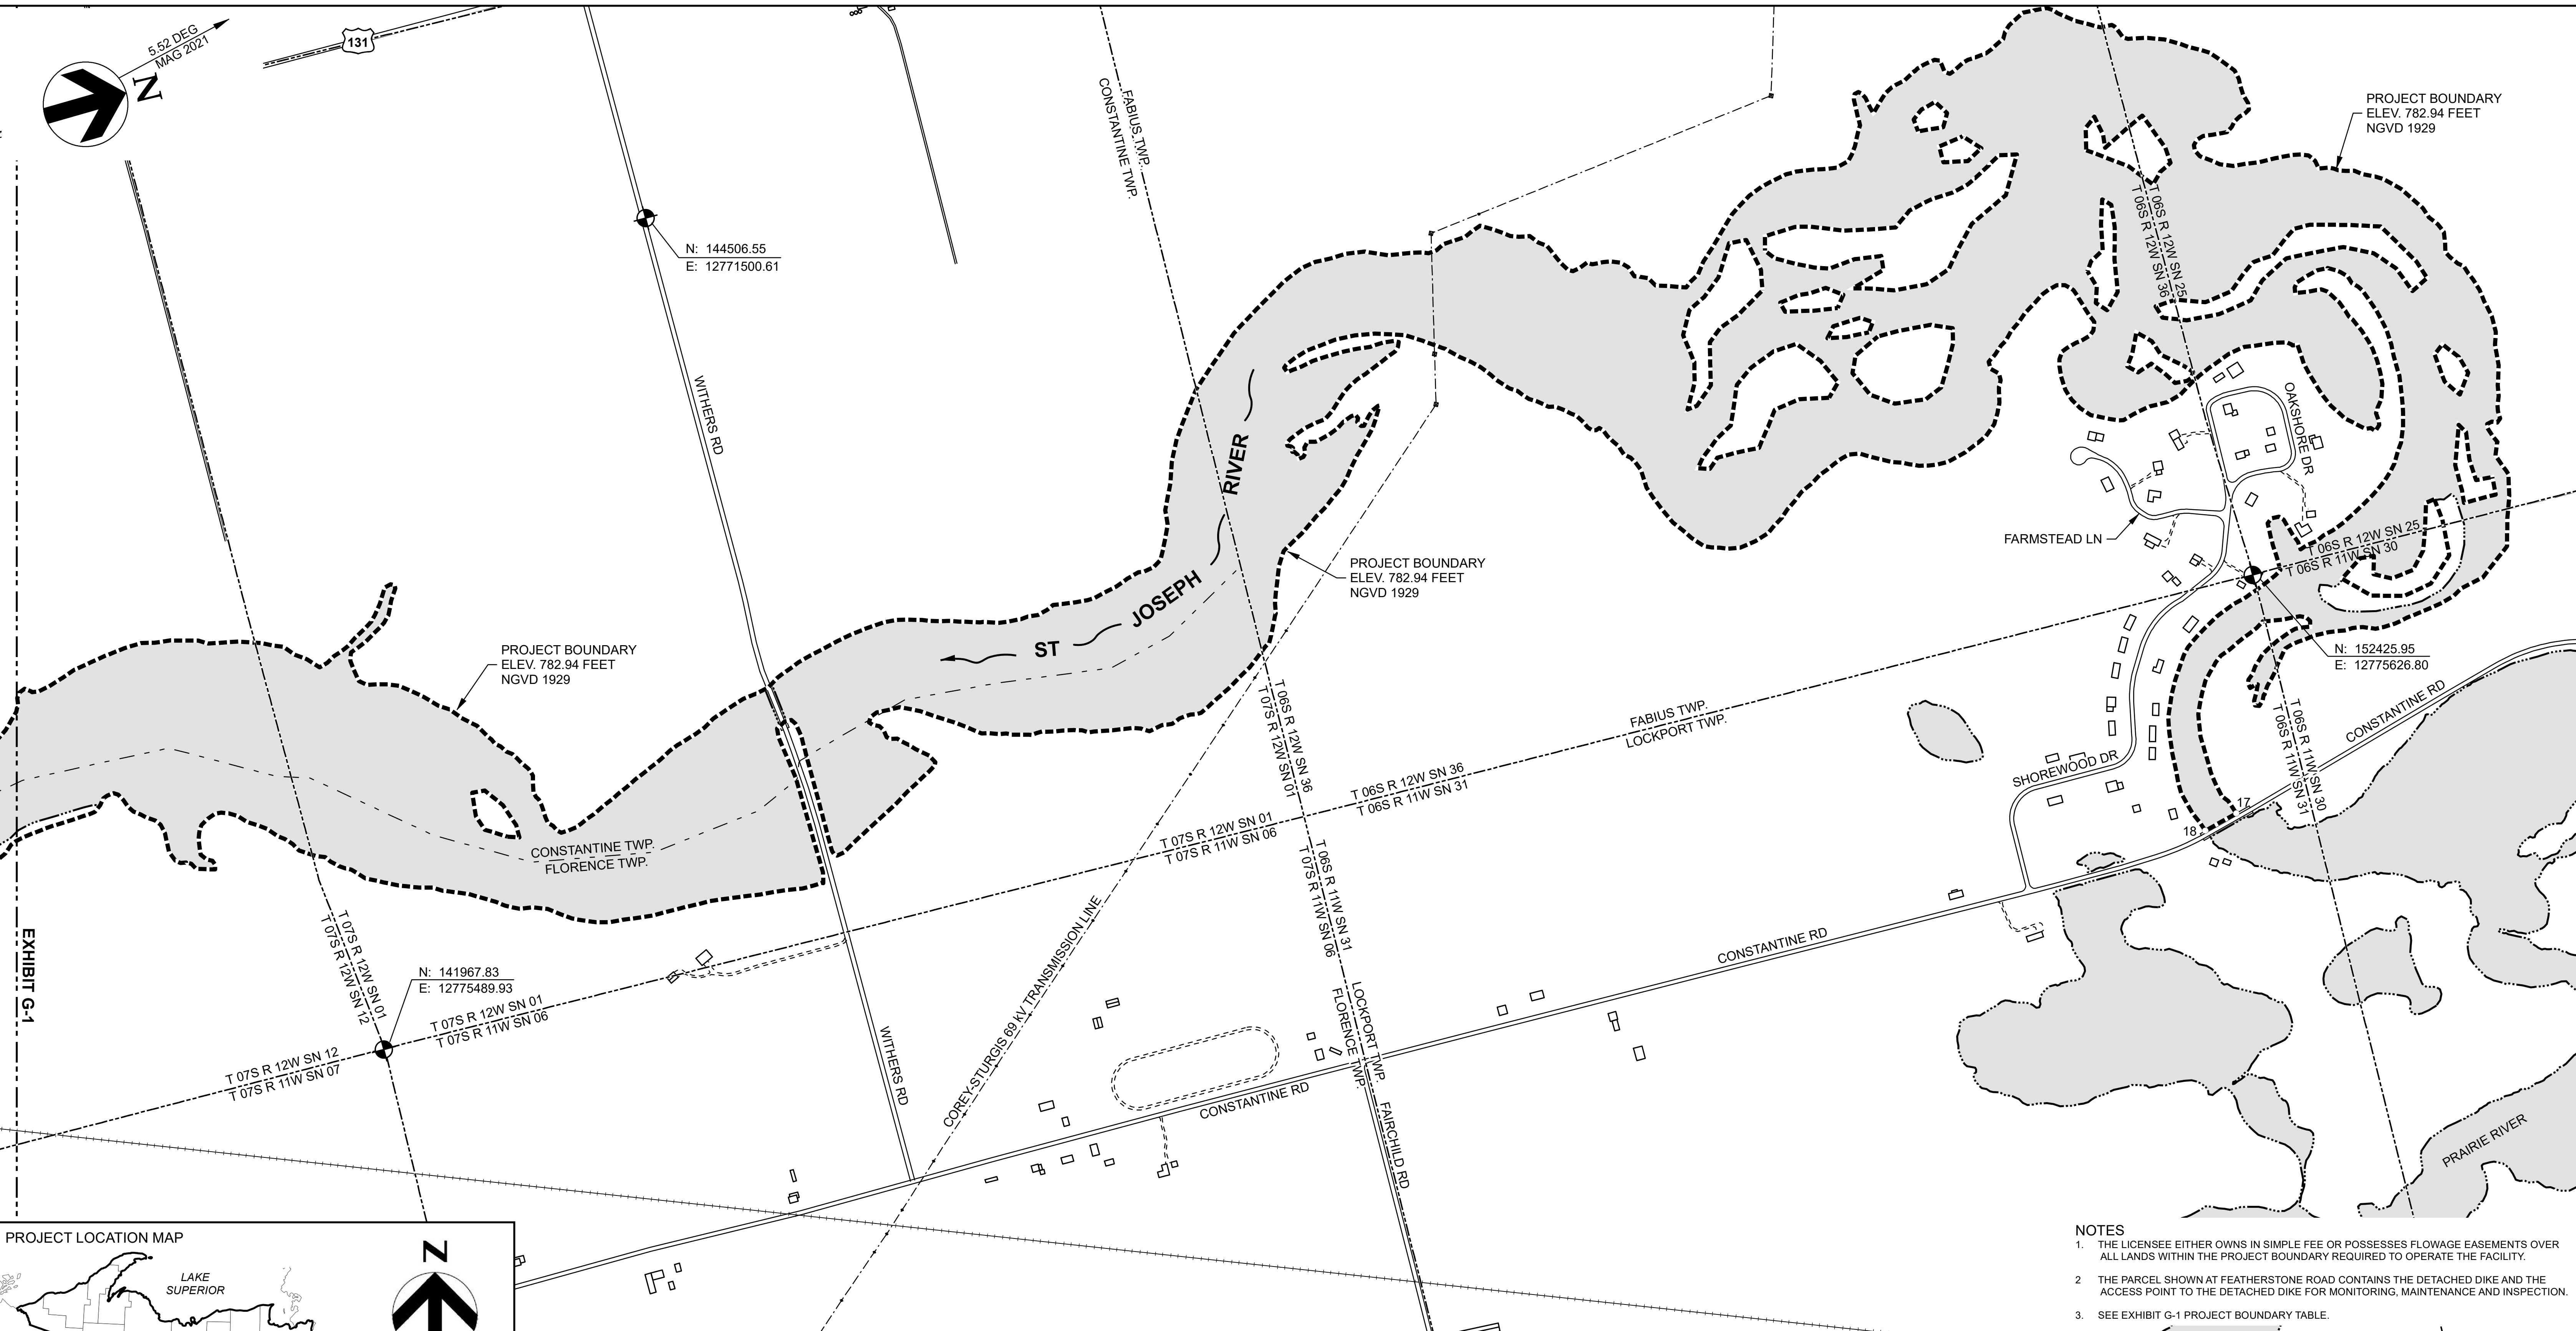 5.52 DEG
MAG 2021
N
131
FABIUS TWP.
CONSTANTINE TWP.
PROJECT BOUNDARY
ELEV. 782.94 FEET
NGVD 1929
N: 144506.55
E: 12771500.61
T 06S R 12W SN 25
T 06S R 12W SN 36
WITHERS RD
RIVER
OAKSHORE DR
FARMSTEAD LN
T 06S R 12W SN 25
T 06S R 11W SN 30
PROJECT BOUNDARY
ELEV. 782.94 FEET
NGVD 1929
JOSEPH
ST
PROJECT BOUNDARY
ELEV. 782.94 FEET
NGVD 1929
N: 152425.95
E: 12775626.80
T 06S R 12W SN 36
T 07S R 12W SN 01
FABIUS TWP.
LOCKPORT TWP.
CONSTANTINE RD
T 06S R 11W SN 30
T 06S R 11W SN 31
SHOREWOOD DR
17
18
T 06S R 12W SN 36
T 06S R 11W SN 31
T 07S R 12W SN 01
T 07S R 11W SN 06
CONSTANTINE TWP.
FLORENCE TWP.
T 06S R 11W SN 31
T 07S R 11W SN 06
EXHIBIT G-1
T 07S R 12W SN 01
T 07S R 12W SN 12
N: 141967.83
E: 12775489.93
T 07S R 12W SN 01
T 07S R 11W SN 06
T 07S R 12W SN 12
T 07S R 11W SN 07
WITHERS RD
COREY-STURGIS 69 kV TRANSMISSION LINE
CONSTANTINE RD
LOCKPORT TWP.
FLORENCE TWP.
CONSTANTINE RD
FAIRCHILD RD
PRAIRIE RIVER
PROJECT LOCATION MAP
N
LAKE
SUPERIOR
NOTES
1. THE LICENSEE EITHER OWNS IN SIMPLE FEE OR POSSESSES FLOWAGE EASEMENTS OVER
ALL LANDS WITHIN THE PROJECT BOUNDARY REQUIRED TO OPERATE THE FACILITY.
2 THE PARCEL SHOWN AT FEATHERSTONE ROAD CONTAINS THE DETACHED DIKE AND THE
ACCESS POINT TO THE DETACHED DIKE FOR MONITORING, MAINTENANCE AND INSPECTION.
3. SEE EXHIBIT G-1 PROJECT BOUNDARY TABLE.